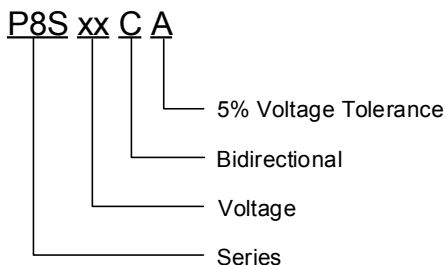 P8S xx C A
5% Voltage Tolerance
Bidirectional
Voltage
Series